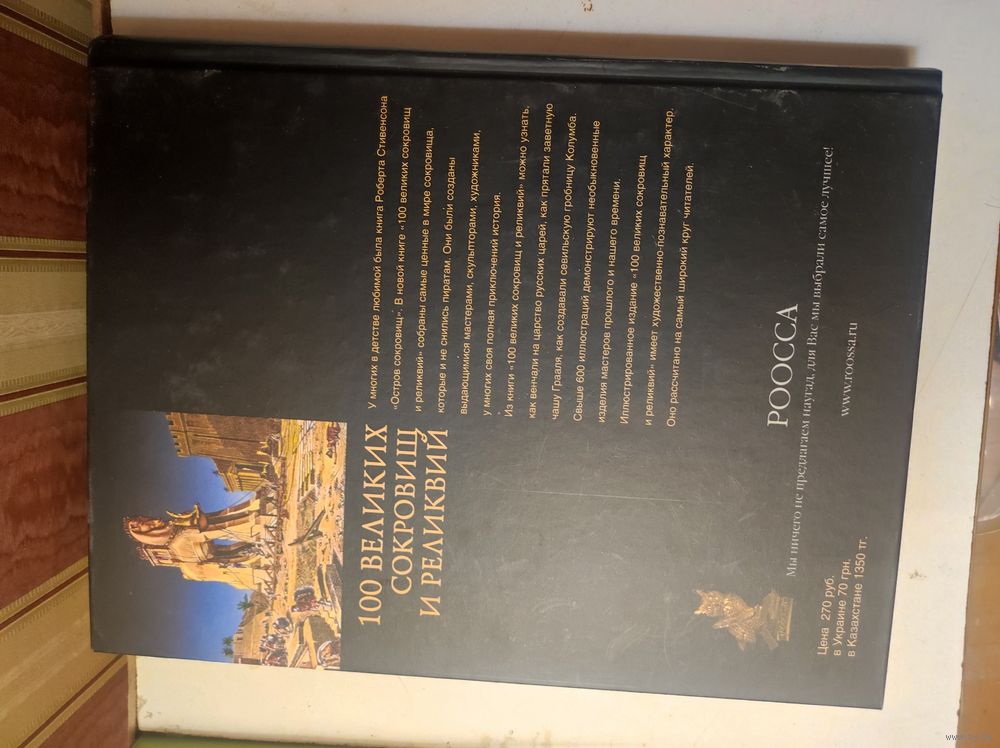 100 ВЕЛИКИХ
СОКРОВИЩ
И РЕЛИКВИЙ
У многих в детстве любимой была книга Роберта Стивенсона
«Остров сокровищ». В новой книге «100 великих сокровищ
и реликвий» собраны самые ценные в мире сокровища,
которые и не снились пиратам. Они были созданы
выдающимися мастерами, скульпторами, художниками,
у многих своя полная приключений история.
Из книги «100 великих сокровищ и реликвий» можно узнать,
как венчали на царство русских царей, как прятали заветную
чашу Грааля, как создавали севильскую гробницу Колумба.
Свыше 600 иллюстраций демонстрируют необыкновенные
изделия мастеров прошлого и нашего времени.
Иллюстрированное издание «100 великих сокровищ
и реликвий» имеет художественно-познавательный характер.
Оно рассчитано на самый широкий круг читателей.
РООССА
Мы ничего не предлагаем наугад, для Вас мы выбрали самое лучшее!
www.roossa.ru
Цена 270 руб.
в Украине 70 грн.
в Казахстане 1350 тг.